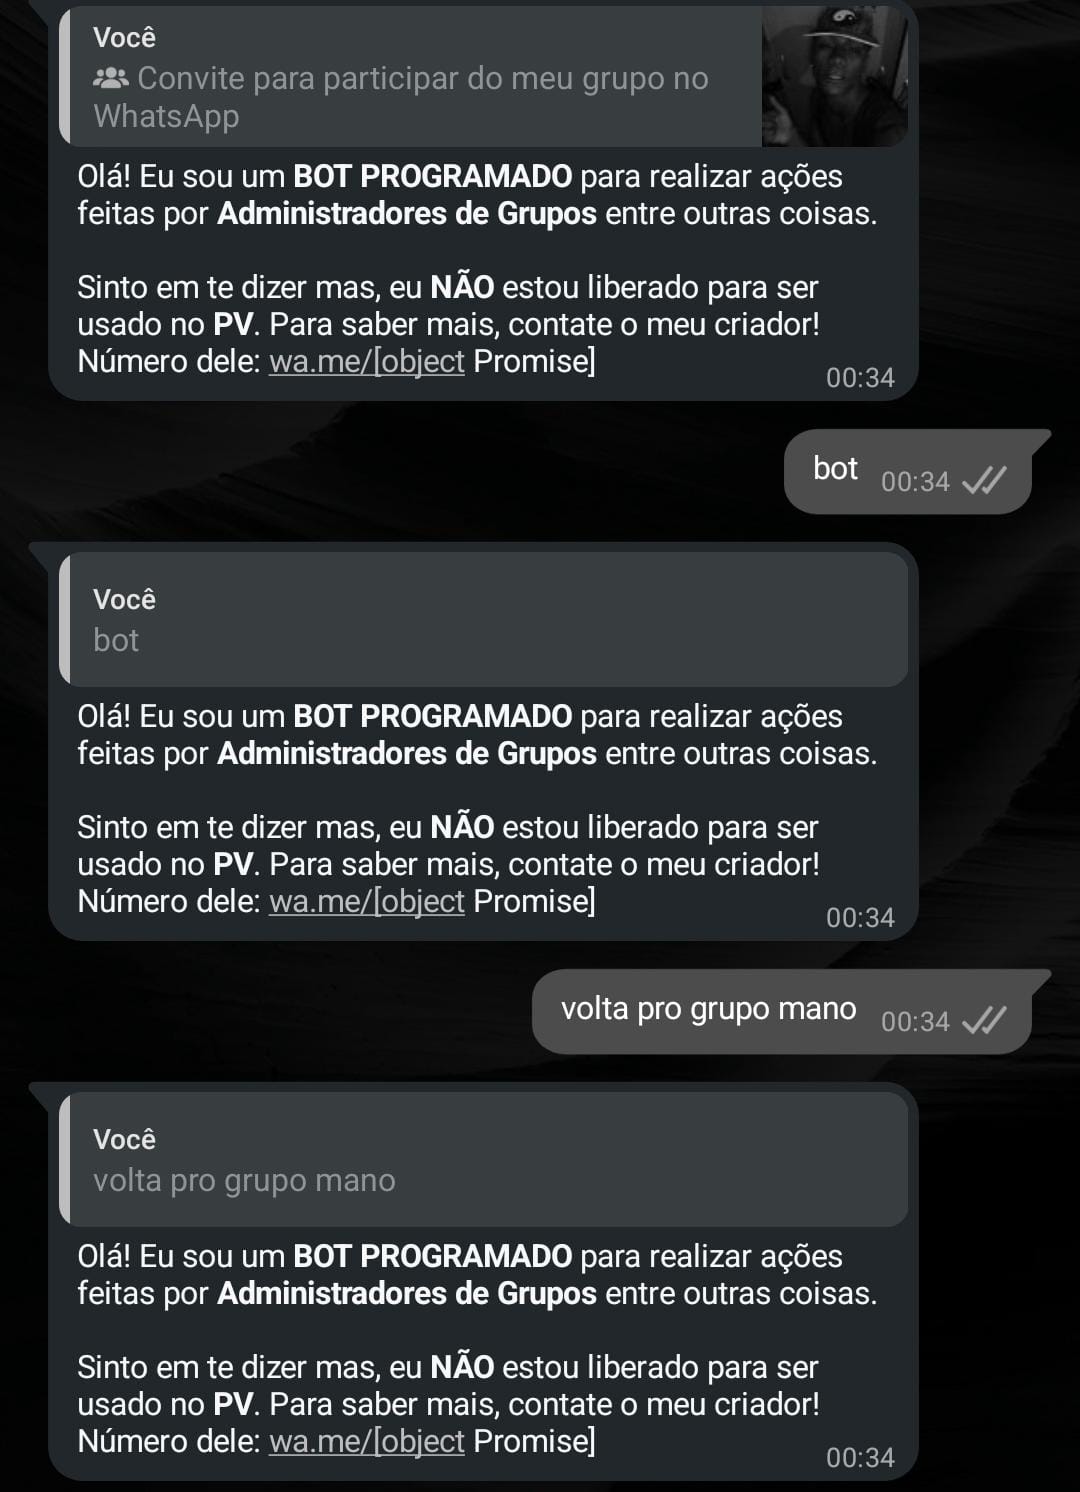 Você
Convite para participar do meu grupo no
WhatsApp
Olá! Eu sou um BOT PROGRAMADO para realizar ações
feitas por Administradores de Grupos entre outras coisas.
Sinto em te dizer mas, eu NÃO estou liberado para ser
usado no PV. Para saber mais, contate o meu criador!
Número dele: wa.me/[object Promise]
00:34
bot 00:34
Você
bot
Olá! Eu sou um BOT PROGRAMADO para realizar ações
feitas por Administradores de Grupos entre outras coisas.
Sinto em te dizer mas, eu NÃO estou liberado para ser
usado no PV. Para saber mais, contate o meu criador!
Número dele: wa.me/[object Promise]
00:34
volta pro grupo mano 00:34
Você
volta pro grupo mano
Olá! Eu sou um BOT PROGRAMADO para realizar ações
feitas por Administradores de Grupos entre outras coisas.
Sinto em te dizer mas, eu NÃO estou liberado para ser
usado no PV. Para saber mais, contate o meu criador!
Número dele: wa.me/[object Promise]
00:34